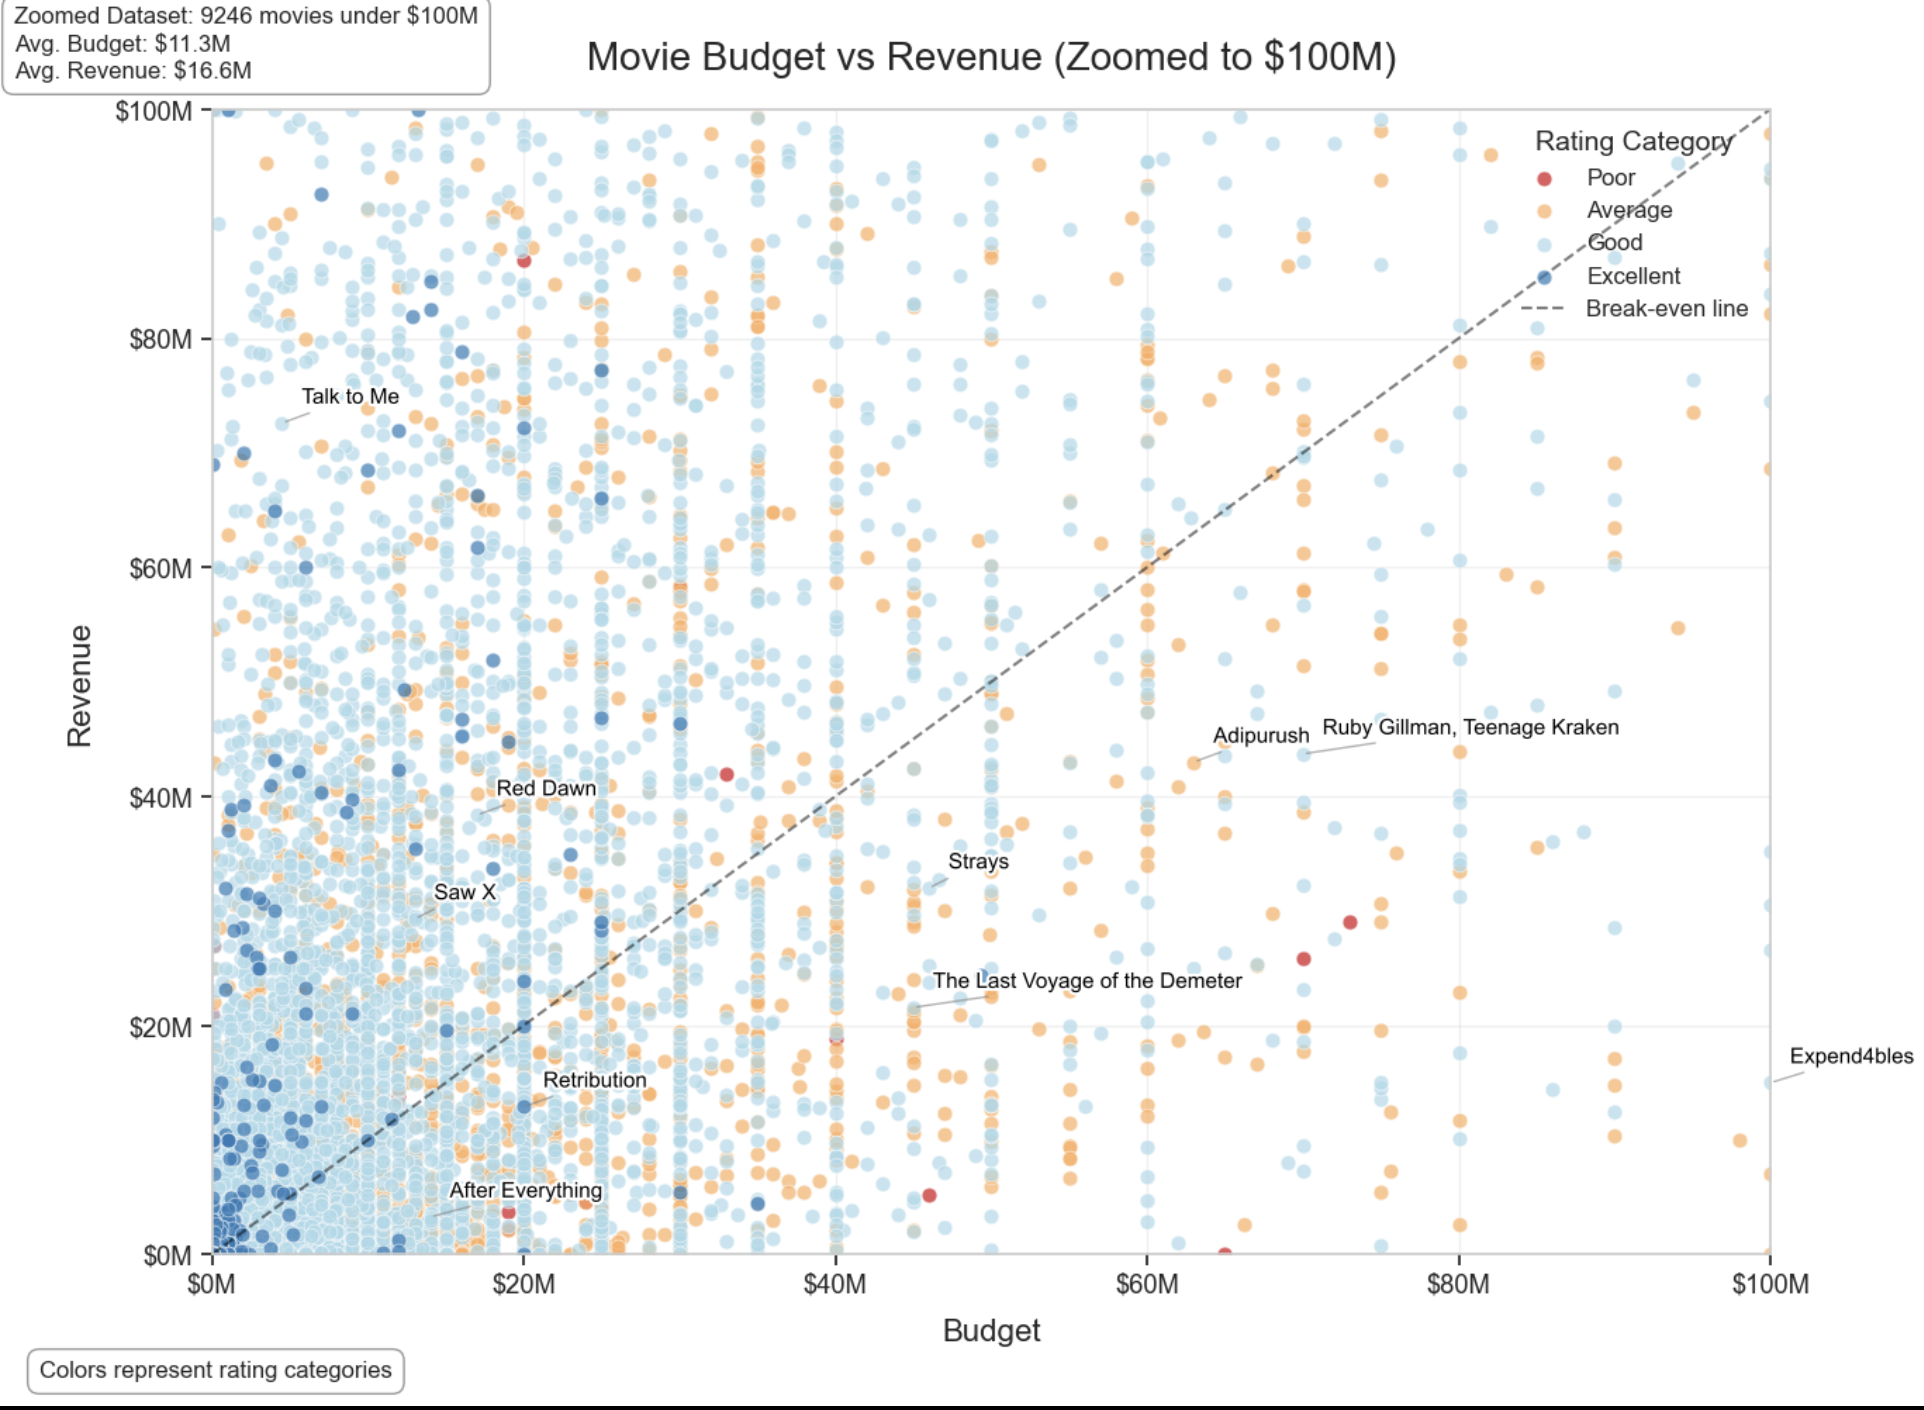 Zoomed Dataset: 9246 movies under $100M
Avg. Budget: $11.3M
Avg. Revenue: $16.6M
Movie Budget vs Revenue (Zoomed to $100M)
Rating Category
Poor
Average
Good
Excellent
Break-even line
Revenue
$100M
$80M
$60M
$40M
$20M
$0M
Talk to Me
Adipurush
Ruby Gillman, Teenage Kraken
Red Dawn
Strays
Saw X
The Last Voyage of the Demeter
Expend4bles
Retribution
After Everything
$0M
$20M
$40M
$60M
$80M
$100M
Budget
Colors represent rating categories